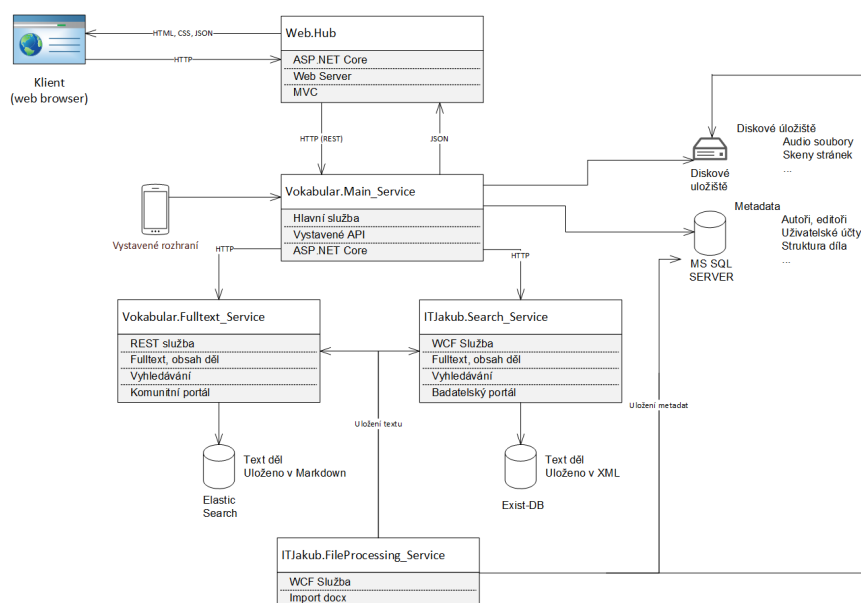 HTML, CSS, JSON
HTTP
Klient
(web browser)
Web.Hub
ASP.NET Core
Web Server
MVC
HTTP (REST)
JSON
Diskové úložiště
Audio soubory
Skeny stránek
...
Diskové
uložiště
Vystavené rozhraní
Vokabular.Main_Service
Hlavní služba
Vystavené API
ASP.NET Core
Metadata
Autoři, editoři
Uživatelské účty
Struktura díla
...
MS SQL
SERVER
HTTP
HTTP
Vokabular.Fulltext_Service
REST služba
Fulltext, obsah děl
Vyhledávání
Komunitní portál
ITJakub.Search_Service
WCF Služba
Fulltext, obsah děl
Vyhledávání
Badatelský portál
Uložení textu
Uložení metadat
Text děl
Uloženo v Markdown
Elastic
Search
Text děl
Uloženo v XML
Exist-DB
ITJakub.FileProcessing_Service
WCF Služba
Import docx